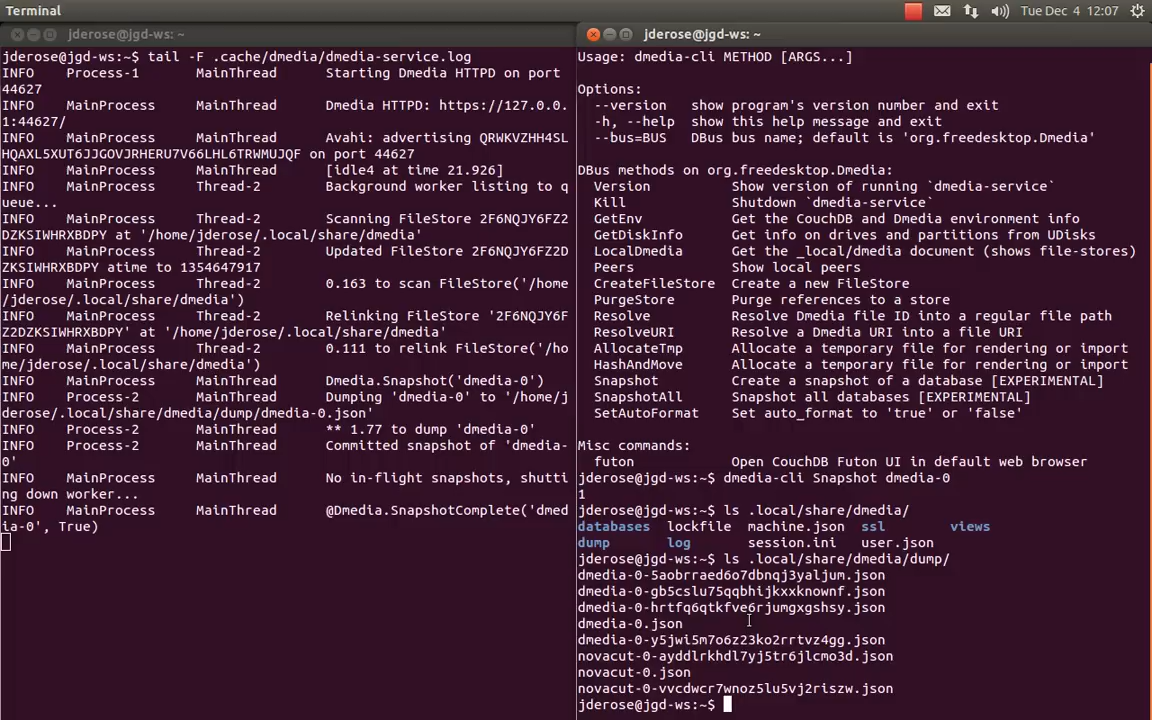 Terminal
Tue Dec 4 12:07
jderose@jgd-ws: ~
jderose@jgd-ws:~$ tail -F .cache/dmedia/dmedia-service.log
INFO    Process-1       MainThread      Starting Dmedia HTTPD on port
44627
INFO    MainProcess     MainThread      Dmedia HTTPD: https://127.0.0.
1:44627/
INFO    MainProcess     MainThread      Avahi: advertising QRWKVZHH4SL
HQAXL5XUT6JJGOVJRHERU7V66LHL6TRWMUJQF on port 44627
INFO    MainProcess     MainThread      [idle4 at time 21.926]
INFO    MainProcess     Thread-2        Background worker listing to q
ueue...
INFO    MainProcess     Thread-2        Scanning FileStore 2F6NQJY6FZ2
DZKSIWHRXBDPY at '/home/jderose/.local/share/dmedia'
INFO    MainProcess     Thread-2        Updated FileStore 2F6NQJY6FZ2D
ZKSIWHRXBDPY atime to 1354647917
INFO    MainProcess     Thread-2        0.163 to scan FileStore('/home
/jderose/.local/share/dmedia')
INFO    MainProcess     Thread-2        Relinking FileStore '2F6NQJY6F
Z2DZKSIWHRXBDPY' at '/home/jderose/.local/share/dmedia'
INFO    MainProcess     Thread-2        0.111 to relink FileStore('/ho
me/jderose/.local/share/dmedia')
INFO    MainProcess     MainThread      Dmedia.Snapshot('dmedia-0')
INFO    Process-2       MainThread      Dumping 'dmedia-0' to '/home/j
derose/.local/share/dmedia/dump/dmedia-0.json'
INFO    Process-2       MainThread      ** 1.77 to dump 'dmedia-0'
INFO    Process-2       MainThread      Committed snapshot of 'dmedia-
0'
INFO    MainProcess     MainThread      No in-flight snapshots, shutti
ng down worker...
INFO    MainProcess     MainThread      @Dmedia.SnapshotComplete('dmed
ia-0', True)
jderose@jgd-ws: ~
Usage: dmedia-cli METHOD [ARGS...]
Options:
--version   show program's version number and exit
-h, --help  show this help message and exit
--bus=BUS   DBus bus name; default is 'org.freedesktop.Dmedia'
DBus methods on org.freedesktop.Dmedia:
Version          Show version of running `dmedia-service`
Kill             Shutdown `dmedia-service`
GetEnv           Get the CouchDB and Dmedia environment info
GetDiskInfo      Get info on drives and partitions from UDisks
LocalDmedia      Get the _local/dmedia document (shows file-stores)
Peers            Show local peers
CreateFileStore  Create a new FileStore
PurgeStore       Purge references to a store
Resolve          Resolve Dmedia file ID into a regular file path
ResolveURI       Resolve a Dmedia URI into a file URI
AllocateTmp      Allocate a temporary file for rendering or import
HashAndMove      Allocate a temporary file for rendering or import
Snapshot         Create a snapshot of a database [EXPERIMENTAL]
SnapshotAll      Snapshot all databases [EXPERIMENTAL]
SetAutoFormat    Set auto_format to 'true' or 'false'
Misc commands:
futon            Open CouchDB Futon UI in default web browser
jderose@jgd-ws:~$ dmedia-cli Snapshot dmedia-0
1
jderose@jgd-ws:~$ ls .local/share/dmedia/
databases  lockfile  machine.json  ssl        views
dump       log       session.ini   user.json
jderose@jgd-ws:~$ ls .local/share/dmedia/dump/
dmedia-0-5aobrraed6o7dbnqj3yaljum.json
dmedia-0-gb5cslu75qqbhijkxxknownf.json
dmedia-0-hrtfq6qtkfve6rjumgxgshsy.json
dmedia-0.json
dmedia-0-y5jwi5m7o6z23ko2rrtvz4gg.json
novacut-0-ayddlrkhdl7yj5tr6jlcmo3d.json
novacut-0.json
novacut-0-vvcdwcr7wnoz5lu5vj2riszw.json
jderose@jgd-ws:~$